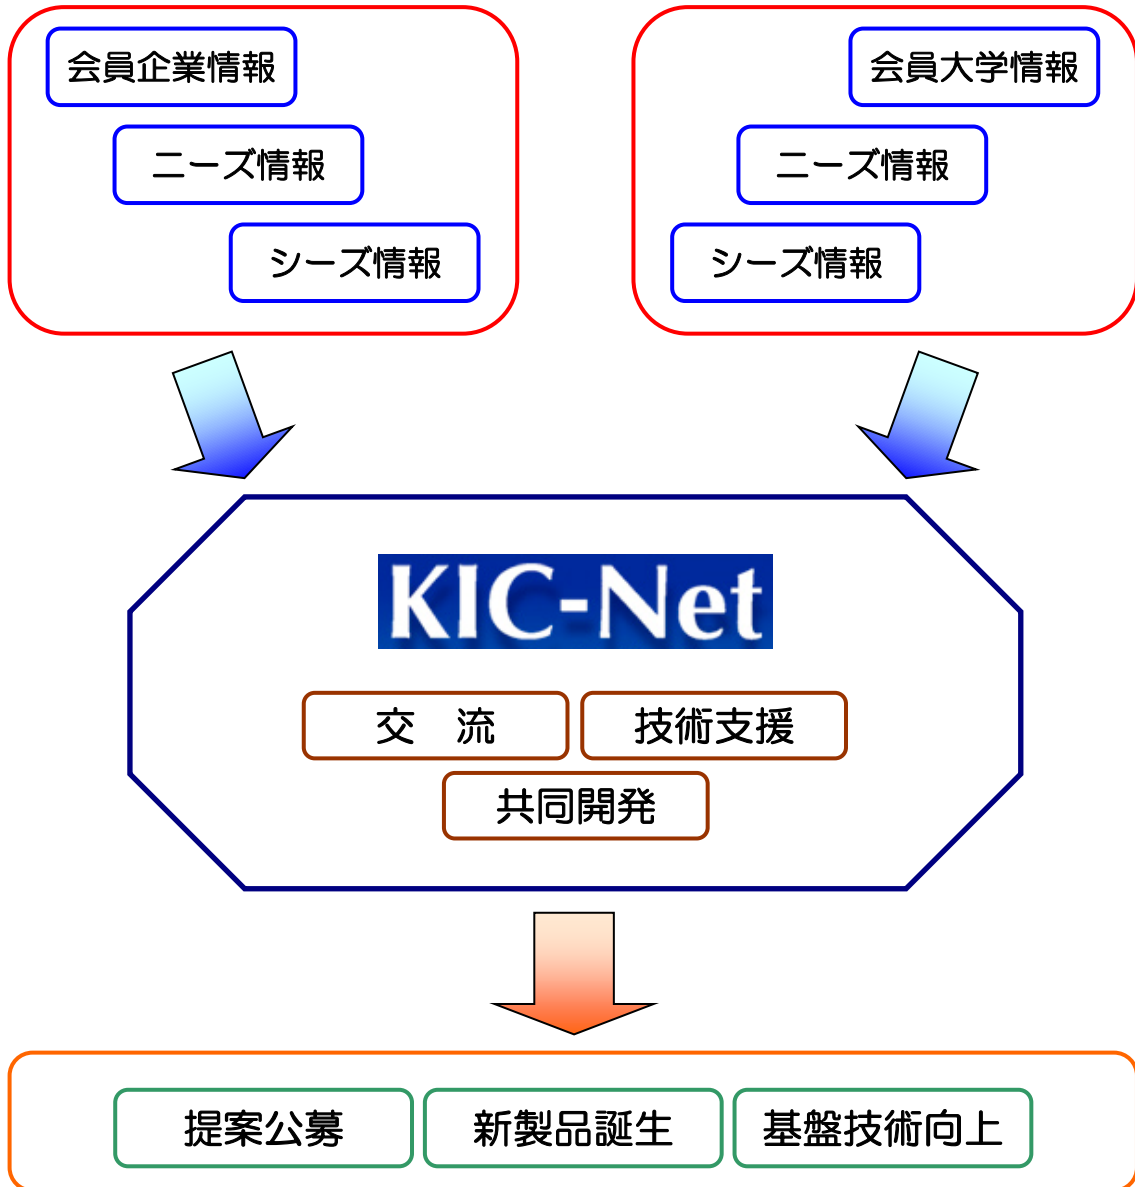 会員企業情報
ニーズ情報
シーズ情報
会員大学情報
ニーズ情報
シーズ情報
KIC-Net
交　流
技術支援
共同開発
提案公募
新製品誕生
基盤技術向上